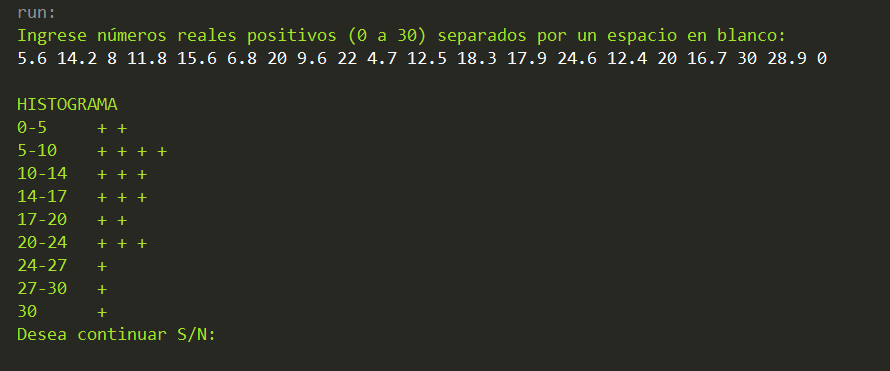 run:
Ingrese números reales positivos (0 a 30) separados por un espacio en blanco:
5.6 14.2 8 11.8 15.6 6.8 20 9.6 22 4.7 12.5 18.3 17.9 24.6 12.4 20 16.7 30 28.9 0
HISTOGRAMA
0-5 + +
5-10 + + + +
10-14 + + +
14-17 + + +
17-20 + +
20-24 + + +
24-27 +
27-30 +
30 +
Desea continuar S/N: